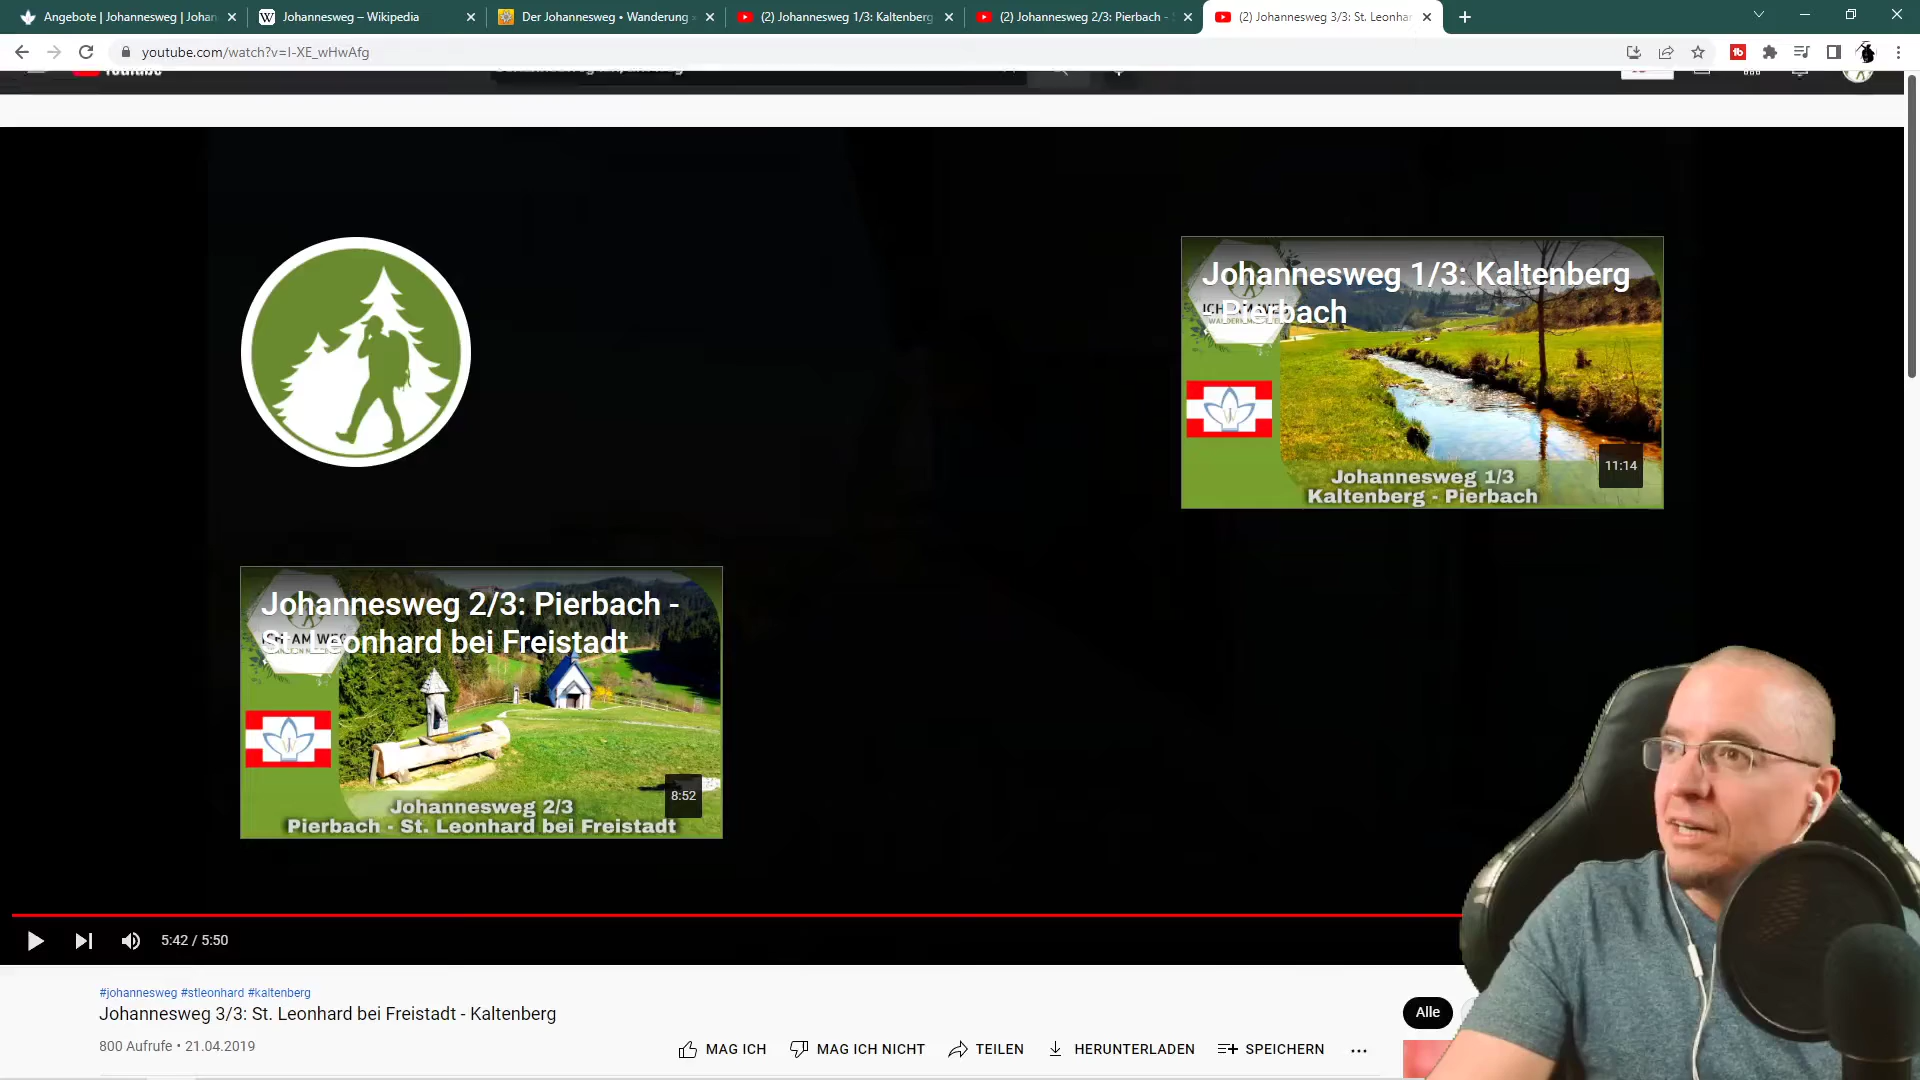 Angebote | Johannesweg | Johan
Johannesweg – Wikipedia
Der Johannesweg • Wanderung
(2) Johannesweg 1/3: Kaltenberg
(2) Johannesweg 2/3: Pierbach -
(2) Johannesweg 3/3: St. Leonhar
youtube.com/watch?v=I-XE_wHwAfg
Johannesweg 1/3: Kaltenberg
- Pierbach
11:14
Johannesweg 1/3
Kaltenberg - Pierbach
Johannesweg 2/3: Pierbach -
St. Leonhard bei Freistadt
8:52
Johannesweg 2/3
Pierbach - St. Leonhard bei Freistadt
5:42 / 5:50
#johannesweg #stleonhard #kaltenberg
Johannesweg 3/3: St. Leonhard bei Freistadt - Kaltenberg
800 Aufrufe • 21.04.2019
MAG ICH
MAG ICH NICHT
TEILEN
HERUNTERLADEN
SPEICHERN
Alle